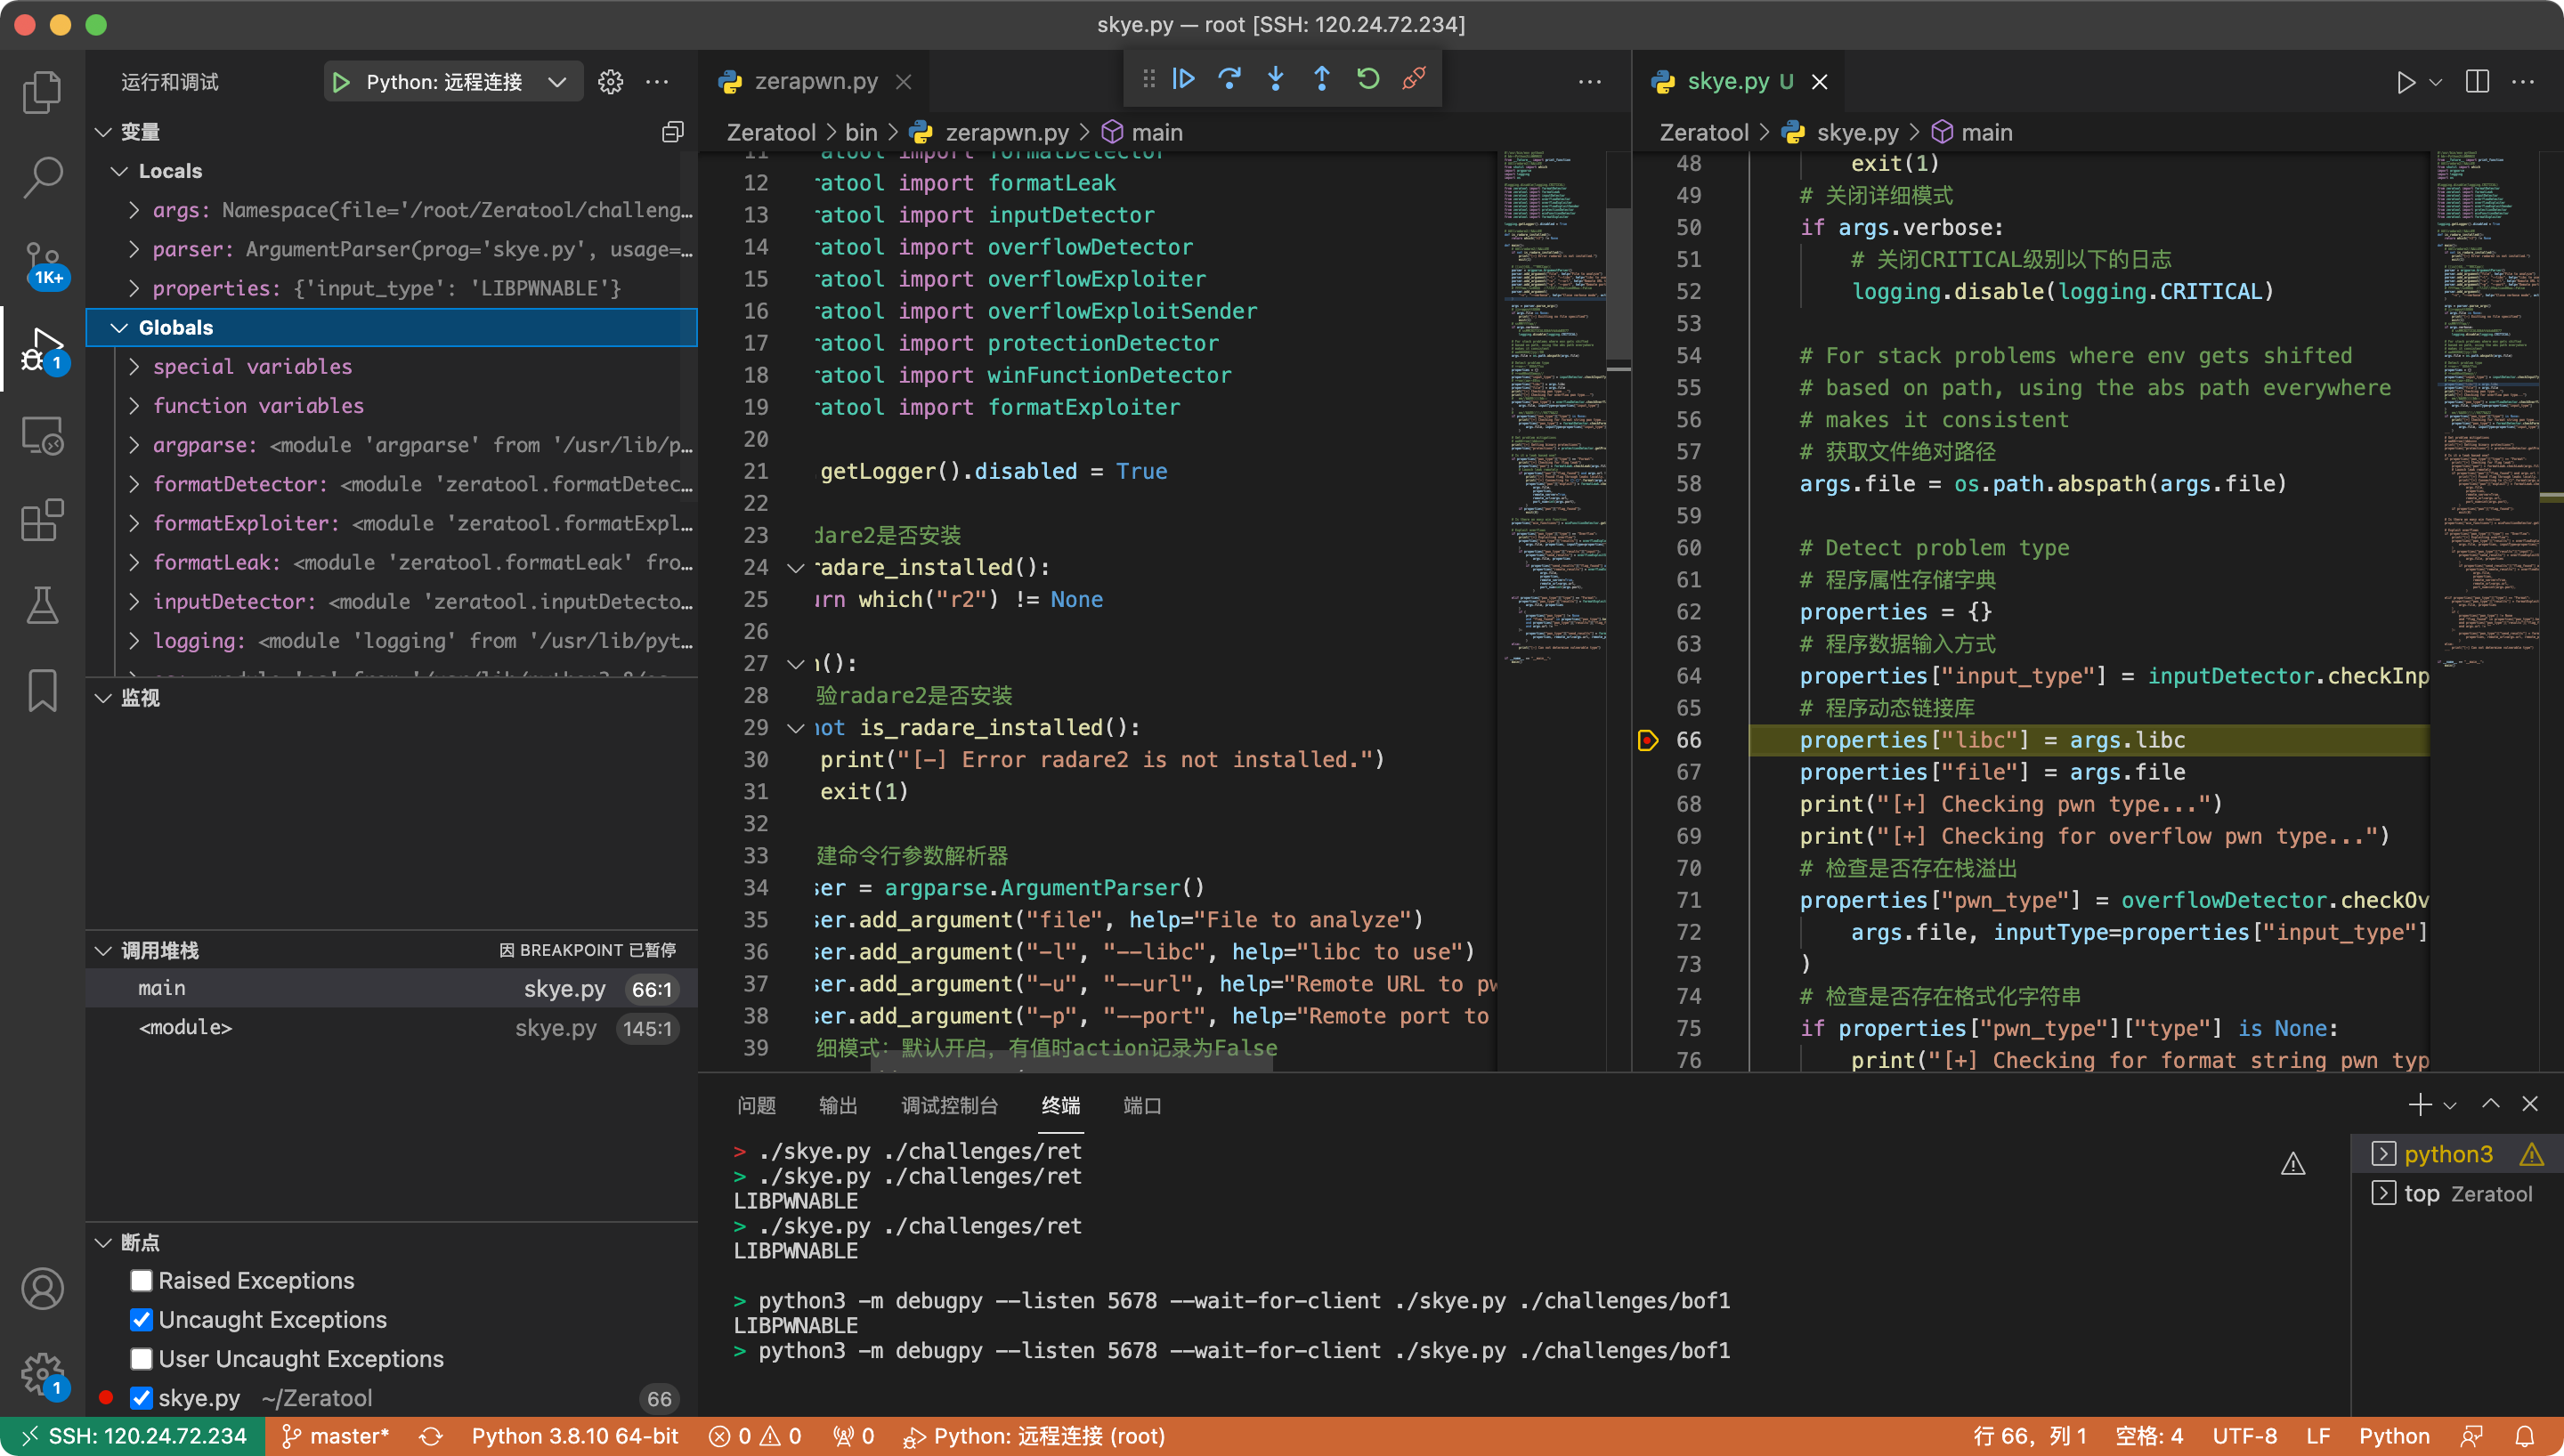 skye.py — root [SSH: 120.24.72.234]
运行和调试
Python: 远程连接
变量
Locals
args: Namespace(file='/root/Zeratool/challeng…
parser: ArgumentParser(prog='skye.py', usage=…
properties: {'input_type': 'LIBPWNABLE'}
Globals
special variables
function variables
argparse: <module 'argparse' from '/usr/lib/p…
formatDetector: <module 'zeratool.formatDetec…
formatExploiter: <module 'zeratool.formatExpl…
formatLeak: <module 'zeratool.formatLeak' fro…
inputDetector: <module 'zeratool.inputDetecto…
logging: <module 'logging' from '/usr/lib/pyt…
监视
调用堆栈
因 BREAKPOINT 已暂停
main skye.py 66:1
<module> skye.py 145:1
断点
Raised Exceptions
Uncaught Exceptions
User Uncaught Exceptions
skye.py ~/Zeratool 66
1K+
1
1
zerapwn.py
Zeratool > bin > zerapwn.py > main
11 atool import formatDetector
12 ratool import formatLeak
13 ratool import inputDetector
14 ratool import overflowDetector
15 ratool import overflowExploiter
16 ratool import overflowExploitSender
17 ratool import protectionDetector
18 ratool import winFunctionDetector
19 ratool import formatExploiter
20
21 getLogger().disabled = True
22
23 dare2是否安装
24 radare_installed():
25 urn which("r2") != None
26
27 n():
28 验radare2是否安装
29 not is_radare_installed():
30 print("[-] Error radare2 is not installed.")
31 exit(1)
32
33 建命令行参数解析器
34 ser = argparse.ArgumentParser()
35 ser.add_argument("file", help="File to analyze")
36 ser.add_argument("-l", "--libc", help="libc to use")
37 ser.add_argument("-u", "--url", help="Remote URL to pw
38 ser.add_argument("-p", "--port", help="Remote port to
39 细模式：默认开启，有值时action记录为False
skye.py U
Zeratool > skye.py > main
48 exit(1)
49 # 关闭详细模式
50 if args.verbose:
51 # 关闭CRITICAL级别以下的日志
52 logging.disable(logging.CRITICAL)
53
54 # For stack problems where env gets shifted
55 # based on path, using the abs path everywhere
56 # makes it consistent
57 # 获取文件绝对路径
58 args.file = os.path.abspath(args.file)
59
60 # Detect problem type
61 # 程序属性存储字典
62 properties = {}
63 # 程序数据输入方式
64 properties["input_type"] = inputDetector.checkInp
65 # 程序动态链接库
66 properties["libc"] = args.libc
67 properties["file"] = args.file
68 print("[+] Checking pwn type...")
69 print("[+] Checking for overflow pwn type...")
70 # 检查是否存在栈溢出
71 properties["pwn_type"] = overflowDetector.checkOv
72 args.file, inputType=properties["input_type"]
73 )
74 # 检查是否存在格式化字符串
75 if properties["pwn_type"]["type"] is None:
76 print("[+] Checking for format string pwn typ
问题 输出 调试控制台 终端 端口
> ./skye.py ./challenges/ret
> ./skye.py ./challenges/ret
LIBPWNABLE
> ./skye.py ./challenges/ret
LIBPWNABLE
> python3 -m debugpy --listen 5678 --wait-for-client ./skye.py ./challenges/bof1
LIBPWNABLE
> python3 -m debugpy --listen 5678 --wait-for-client ./skye.py ./challenges/bof1
python3
top Zeratool
SSH: 120.24.72.234 master* Python 3.8.10 64-bit 0 0 0 Python: 远程连接 (root) 行 66，列 1 空格: 4 UTF-8 LF Python